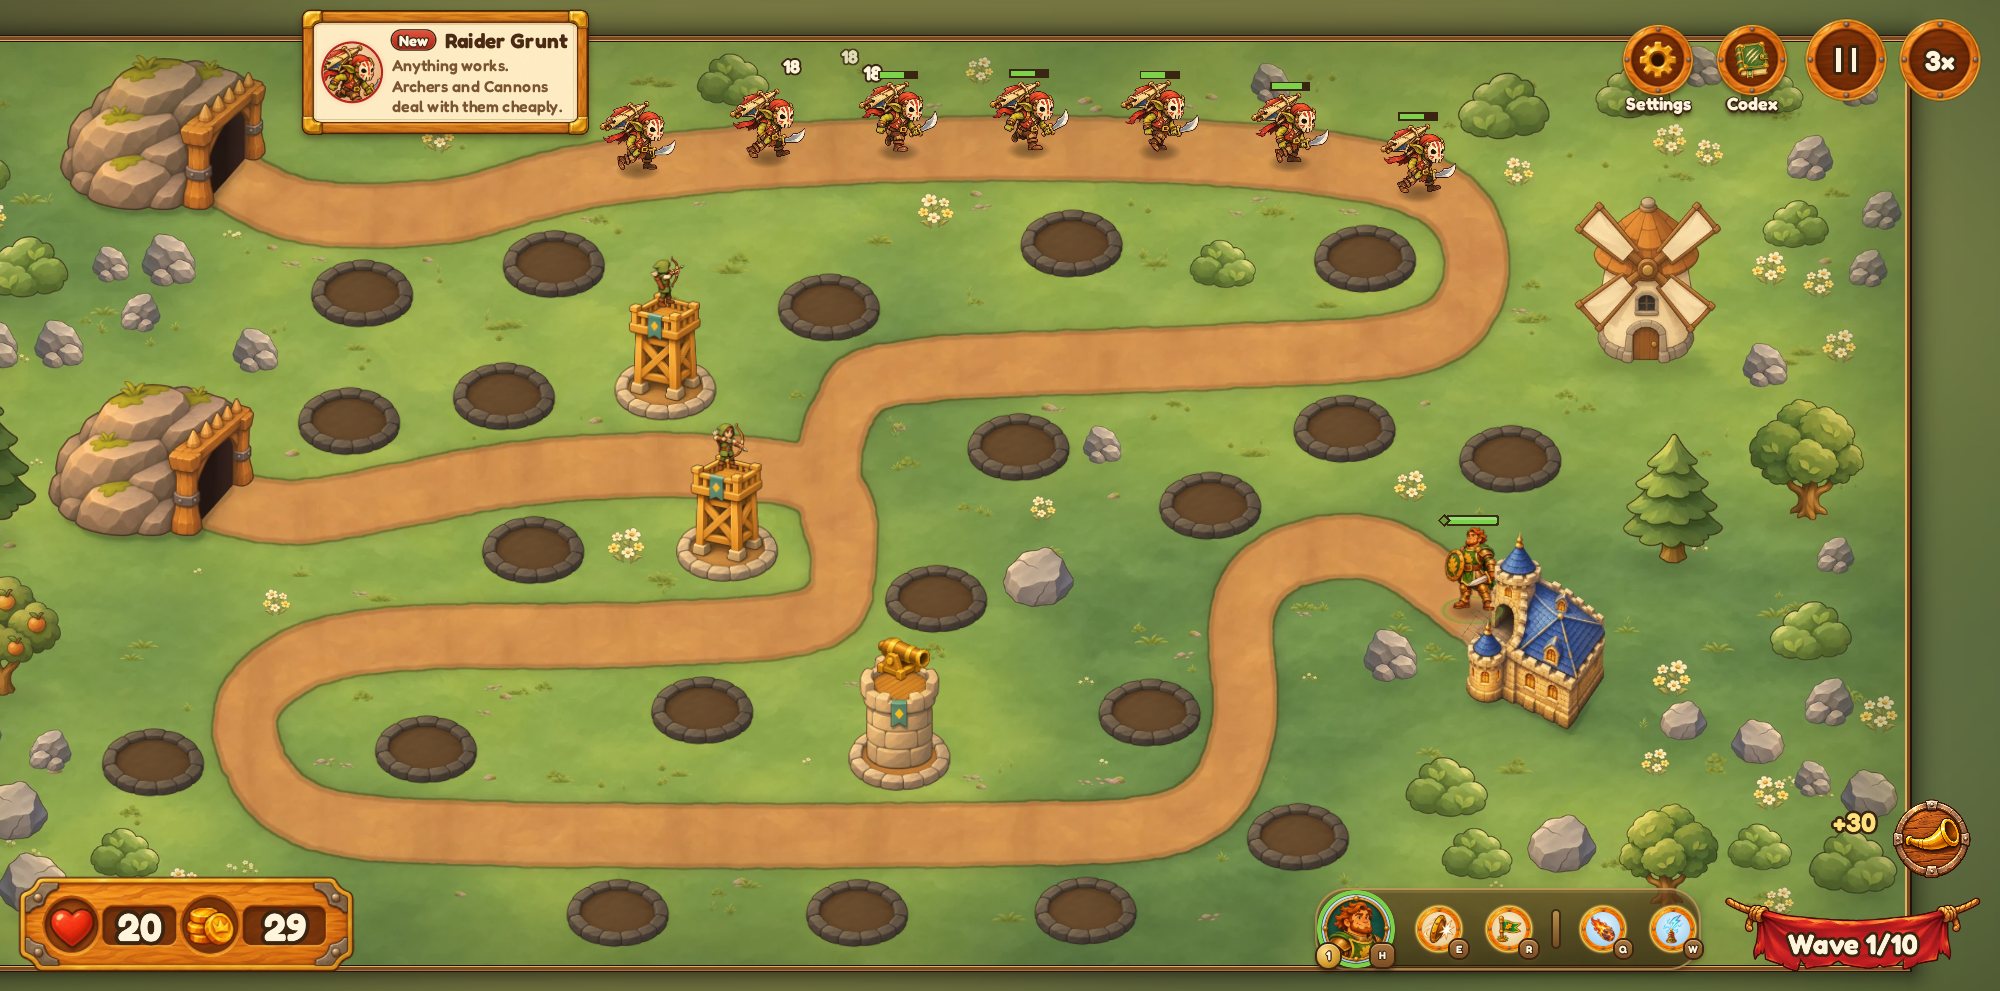 New Raider Grunt
Anything works.
Archers and Cannons
deal with them cheaply.
18
18
18
Settings
Codex
3x
+30
20
29
1
H
E
R
Q
W
Wave 1/10